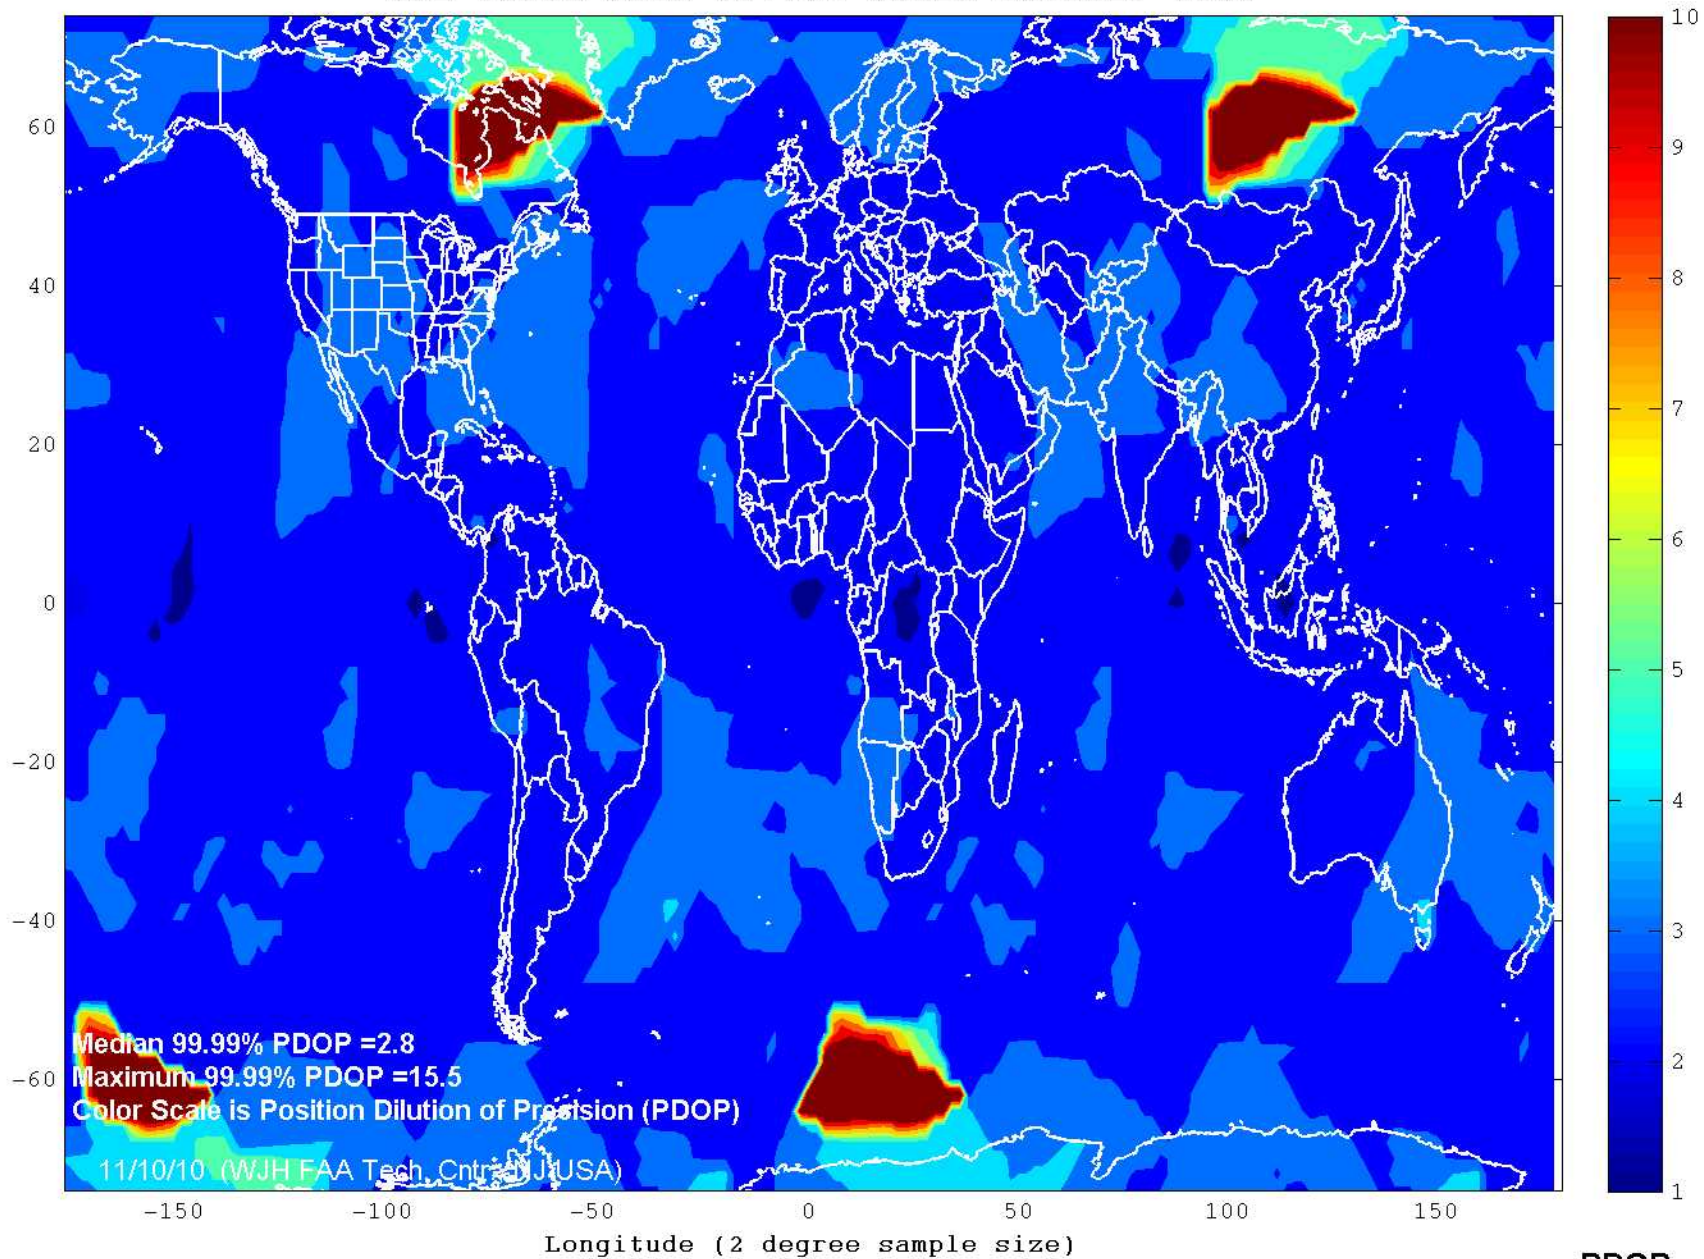 10
9
8
7
6
5
4
3
2
1
60
40
20
0
−20
−40
−60
Median 99.99% PDOP =2.8
Maximum 99.99% PDOP =15.5
Color Scale is Position Dilution of Precision (PDOP)
11/10/10 (WJH FAA Tech. Cntr. NJ USA)
−150 −100 −50 0 50 100 150
Longitude (2 degree sample size)
PDOP